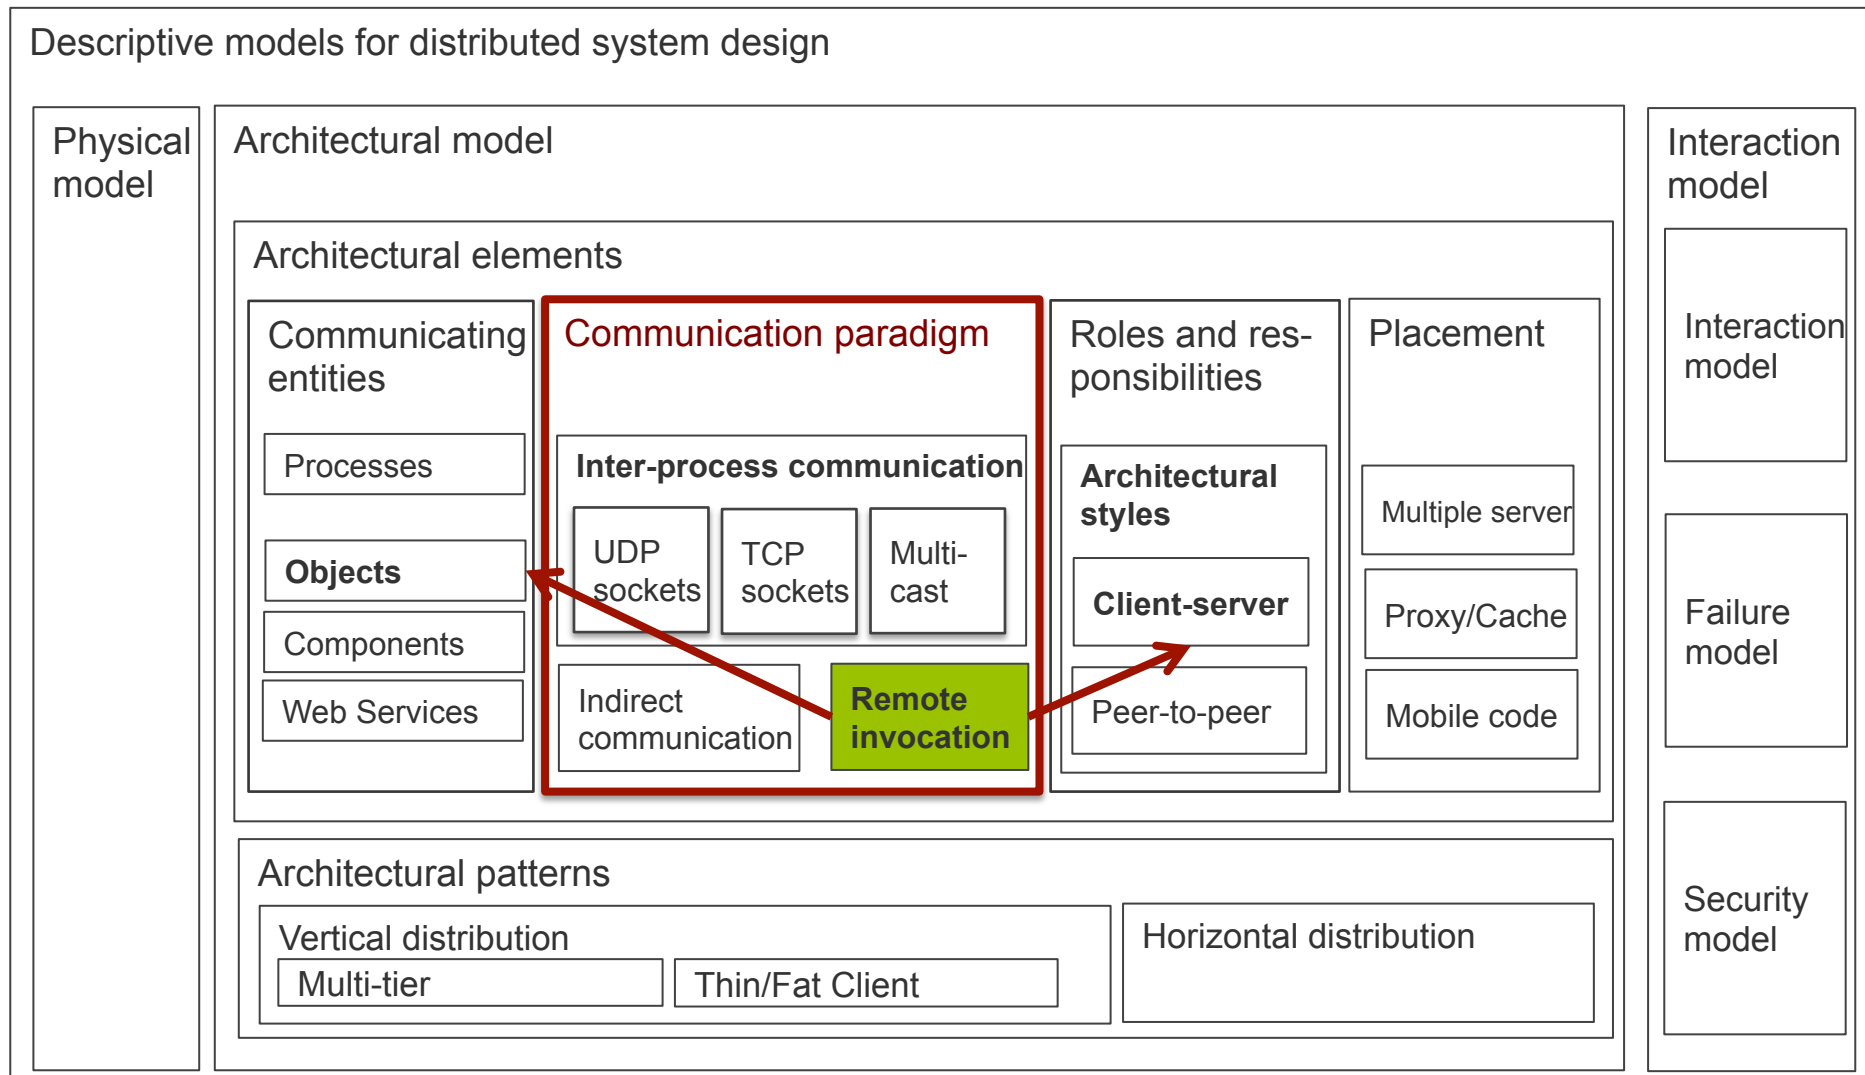 Descriptive models for distributed system design
Physical
model
Architectural model
Architectural elements
Communicating
entities
Processes
Objects
Components
Web Services
Communication paradigm
Inter-process communication
UDP
sockets
TCP
sockets
Multi-
cast
Indirect
communication
Remote
invocation
Roles and res-
ponsibilities
Architectural
styles
Client-server
Peer-to-peer
Placement
Multiple server
Proxy/Cache
Mobile code
Architectural patterns
Vertical distribution
Multi-tier
Thin/Fat Client
Horizontal distribution
Interaction
model
Interaction
model
Failure
model
Security
model